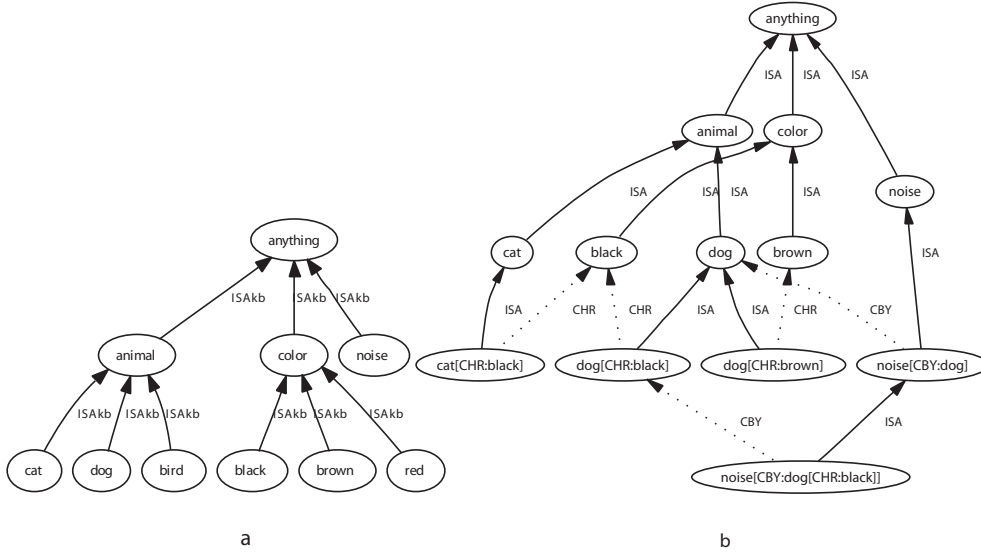 anything
ISAkb ISAkb ISAkb
animal color noise
ISAkb ISAkb ISAkb ISAkb ISAkb ISAkb
cat dog bird black brown red
a
anything
ISA ISA ISA
animal color
noise
ISA ISA ISA ISA
cat black dog brown
ISA
ISA CHR CHR ISA ISA CHR CBY
cat[CHR:black] dog[CHR:black] dog[CHR:brown] noise[CBY:dog]
CBY ISA
noise[CBY:dog[CHR:black]]
b